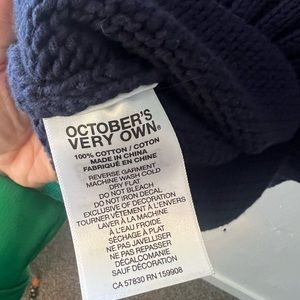 OCTOBER'S
VERY OWN®
100% COTTON / COTON
MADE IN CHINA
FABRIQUÉ EN CHINE
REVERSE GARMENT
MACHINE WASH COLD
DRY FLAT
DO NOT BLEACH
DO NOT IRON DECAL
EXCLUSIVE OF DECORATION
TOURNER VÊTEMENT À L'ENVERS
LAVER À LA MACHINE
À L'EAU FROIDE
SÉCHAGE À PLAT
NE PAS JAVELLISER
NE PAS REPASSER
DÉCALCOMANIE
SAUF DÉCORATION
CA 57830 RN 159908